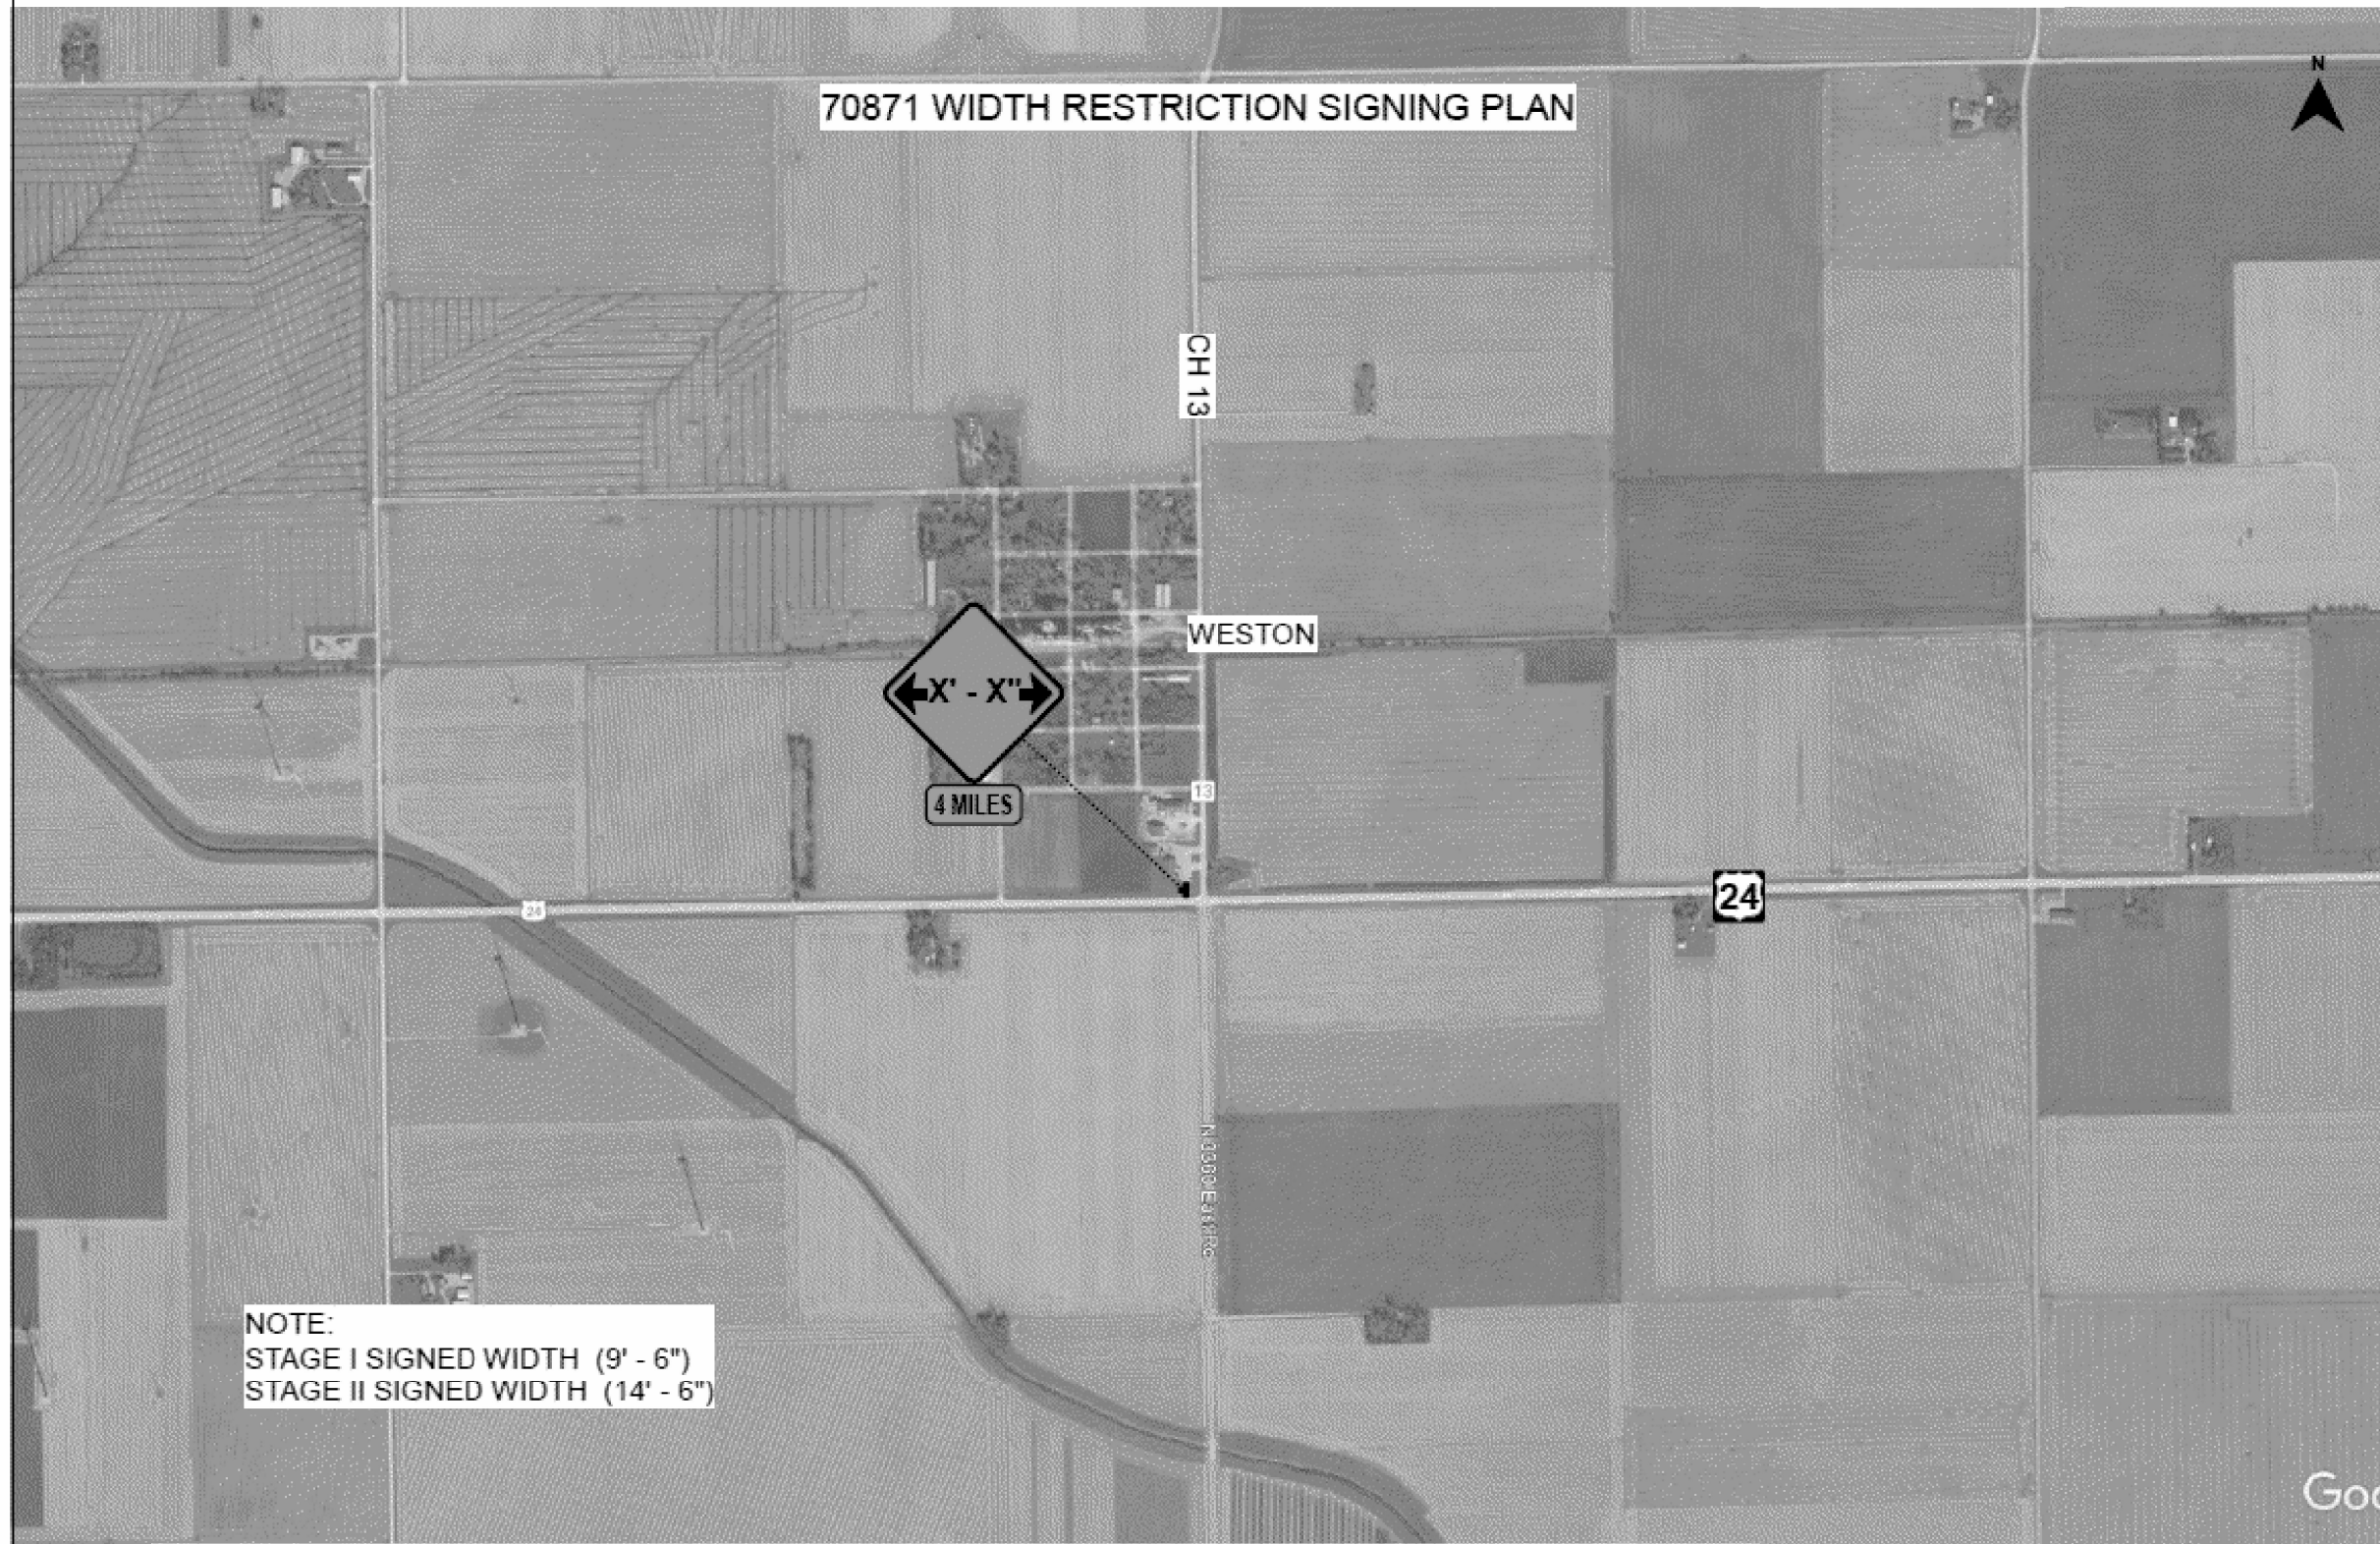 N
70871 WIDTH RESTRICTION SIGNING PLAN
CH 13
WESTON
X' - X"
4 MILES
13
24
24
NOTE:
STAGE I SIGNED WIDTH (9' - 6")
STAGE II SIGNED WIDTH (14' - 6")